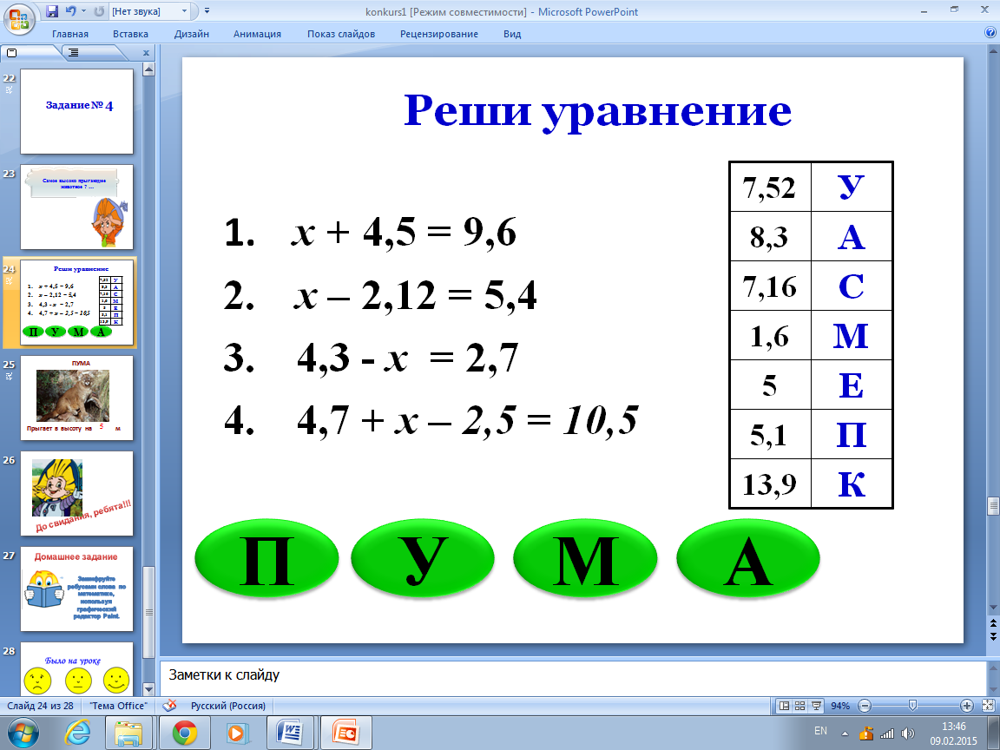 [Нет звука]
konkurs1 [Режим совместимости] - Microsoft PowerPoint
Главная Вставка Дизайн Анимация Показ слайдов Рецензирование Вид
22
Задание № 4
23
Самое высоко прыгающее
животное ? ...
24
Реши уравнение
1. x + 4,5 = 9,6
2. x – 2,12 = 5,4
3. 4,3 - x = 2,7
4. 4,7 + x – 2,5 = 10,5
7,52 У
8,3 А
7,16 С
1,6 М
5 Е
5,1 П
13,9 К
П У М А
25
ПУМА
Прыгает в высоту на 5 м
26
До свидания, ребята!!!
27
Домашнее задание
Зашифруйте
ребусами слова по
математике,
используя
графический
редактор Paint.
28
Было на уроке
Реши уравнение
1. x + 4,5 = 9,6
2. x – 2,12 = 5,4
3. 4,3 - x = 2,7
4. 4,7 + x – 2,5 = 10,5
7,52 У
8,3 А
7,16 С
1,6 М
5 Е
5,1 П
13,9 К
П У М А
Заметки к слайду
Слайд 24 из 28 "Тема Office" Русский (Россия) 94%
EN 13:46
09.02.2015